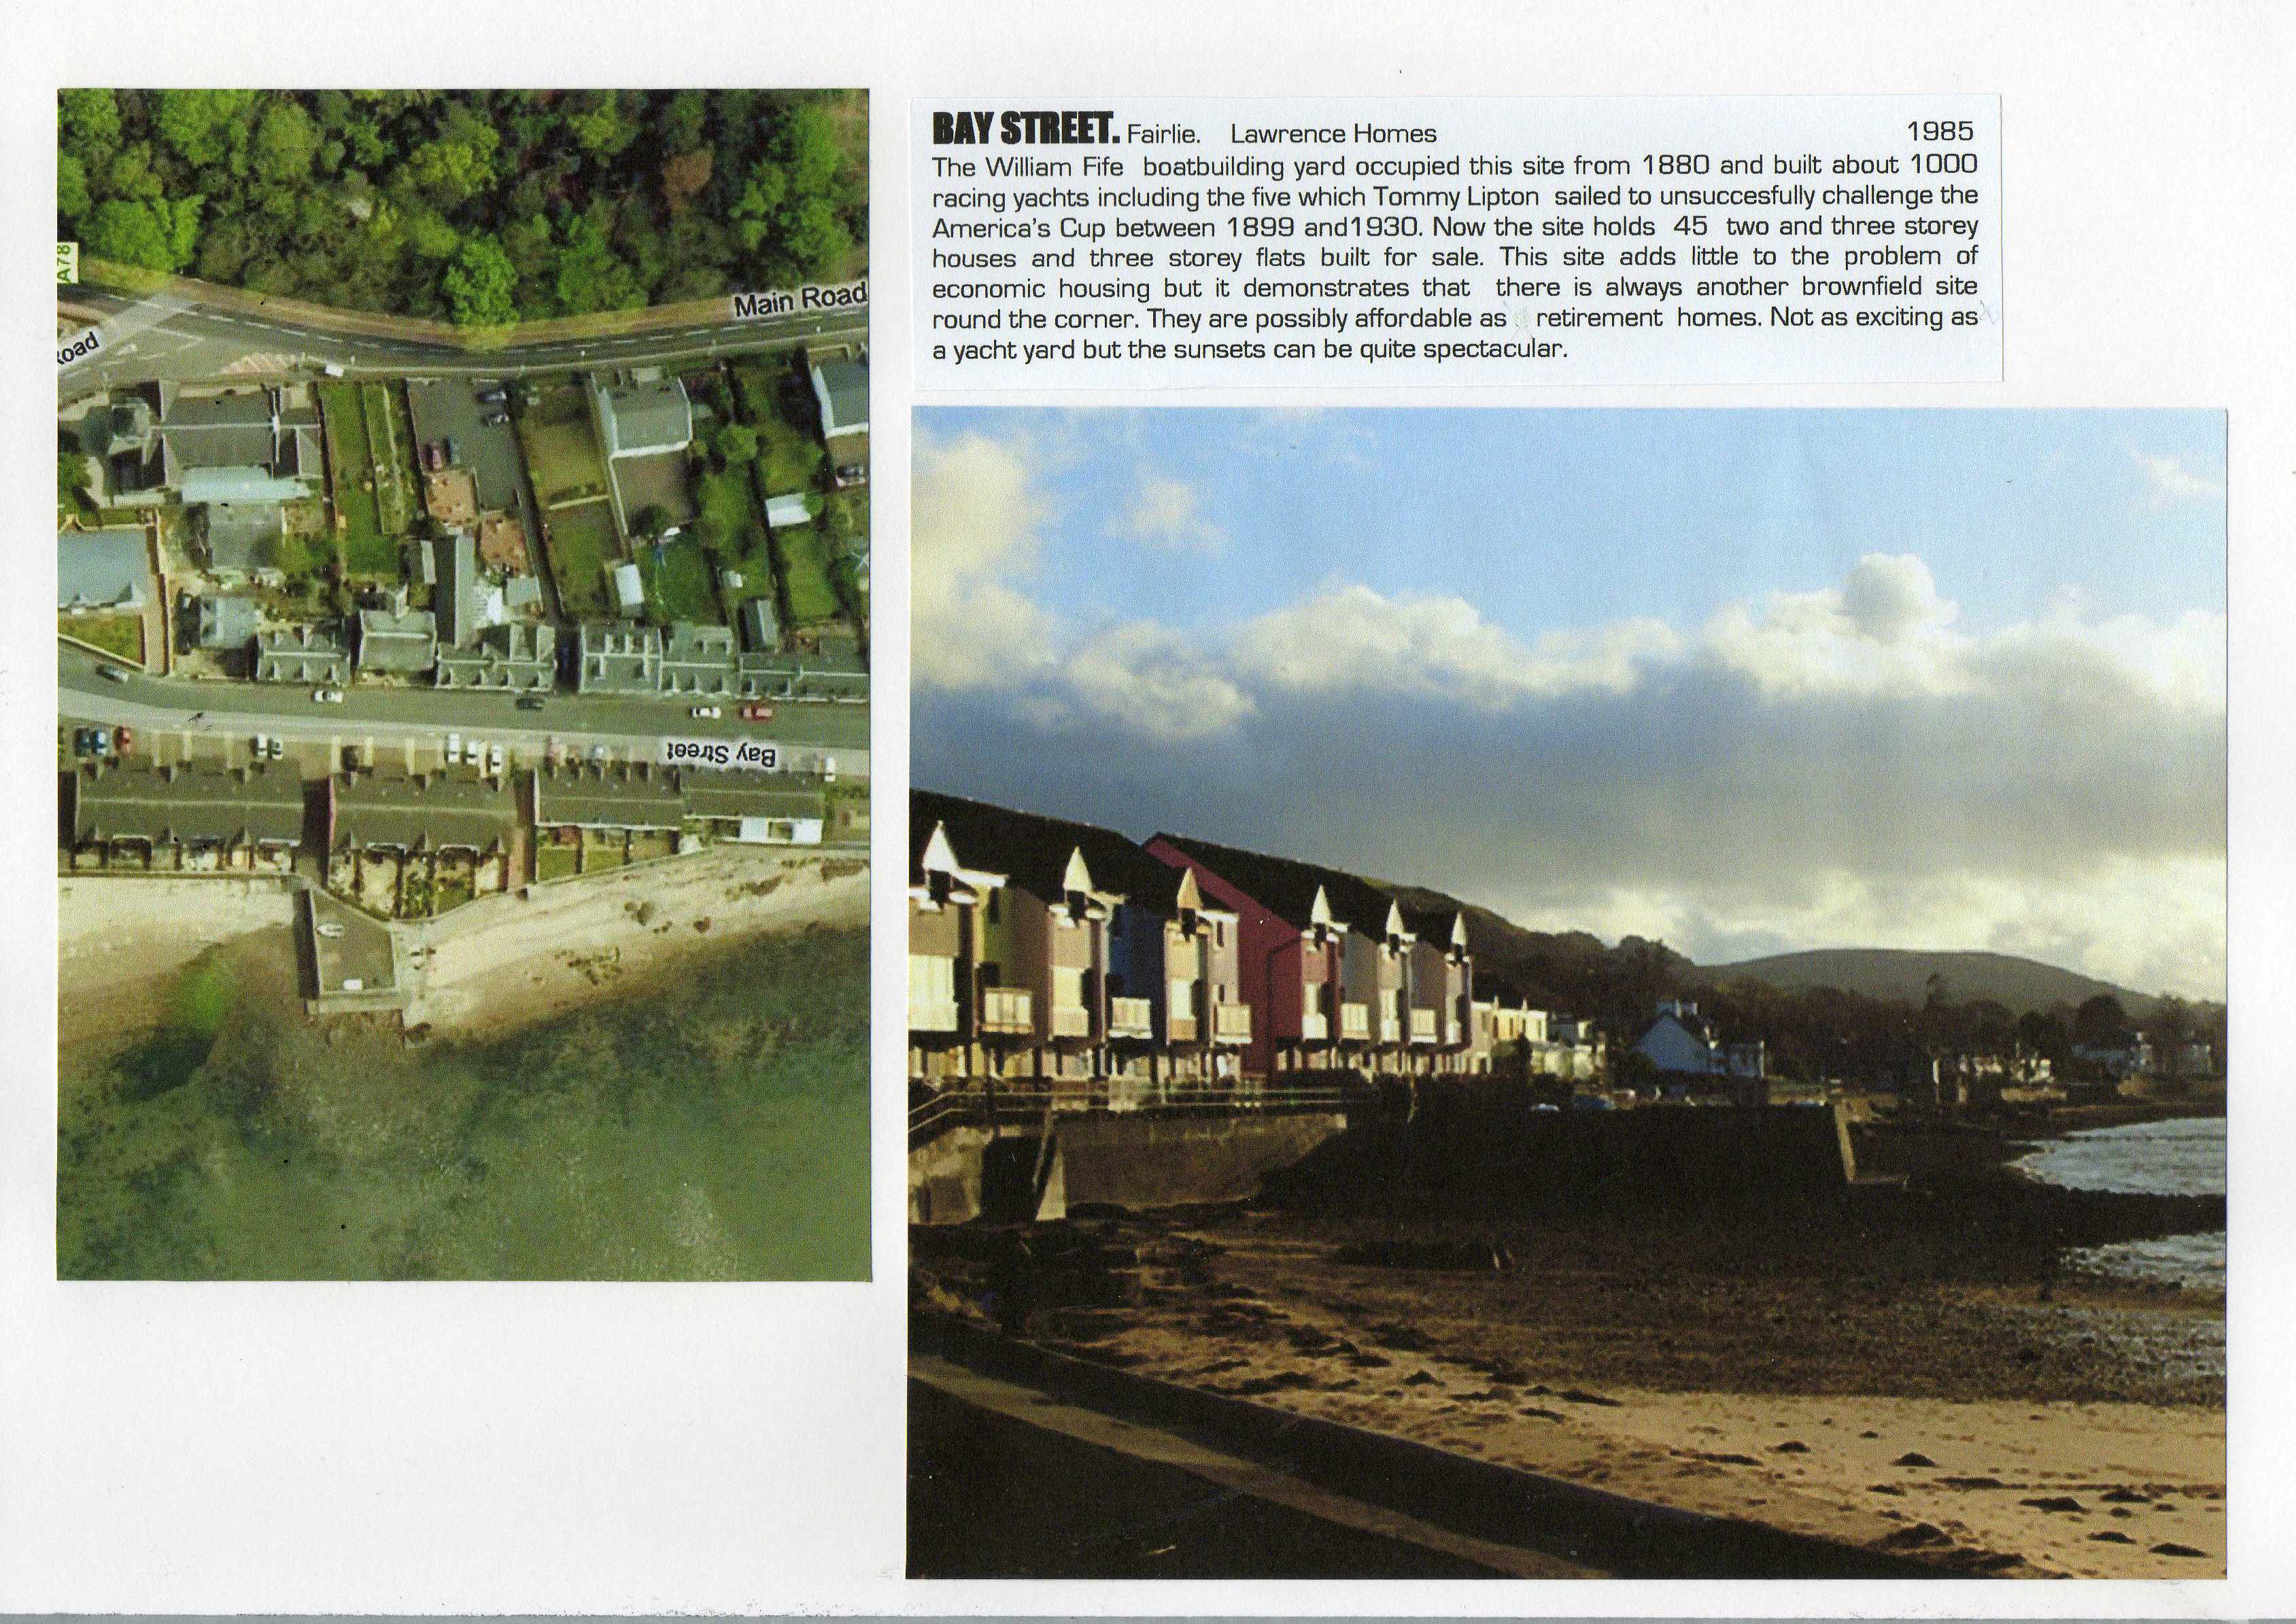 BAY STREET. Fairlie. Lawrence Homes 1985
The William Fife boatbuilding yard occupied this site from 1880 and built about 1000
racing yachts including the five which Tommy Lipton sailed to unsuccesfully challenge the
America's Cup between 1899 and1930. Now the site holds 45 two and three storey
houses and three storey flats built for sale. This site adds little to the problem of
economic housing but it demonstrates that there is always another brownfield site
round the corner. They are possibly affordable as retirement homes. Not as exciting as
a yacht yard but the sunsets can be quite spectacular.
A78
Main Road
Road
Bay Street